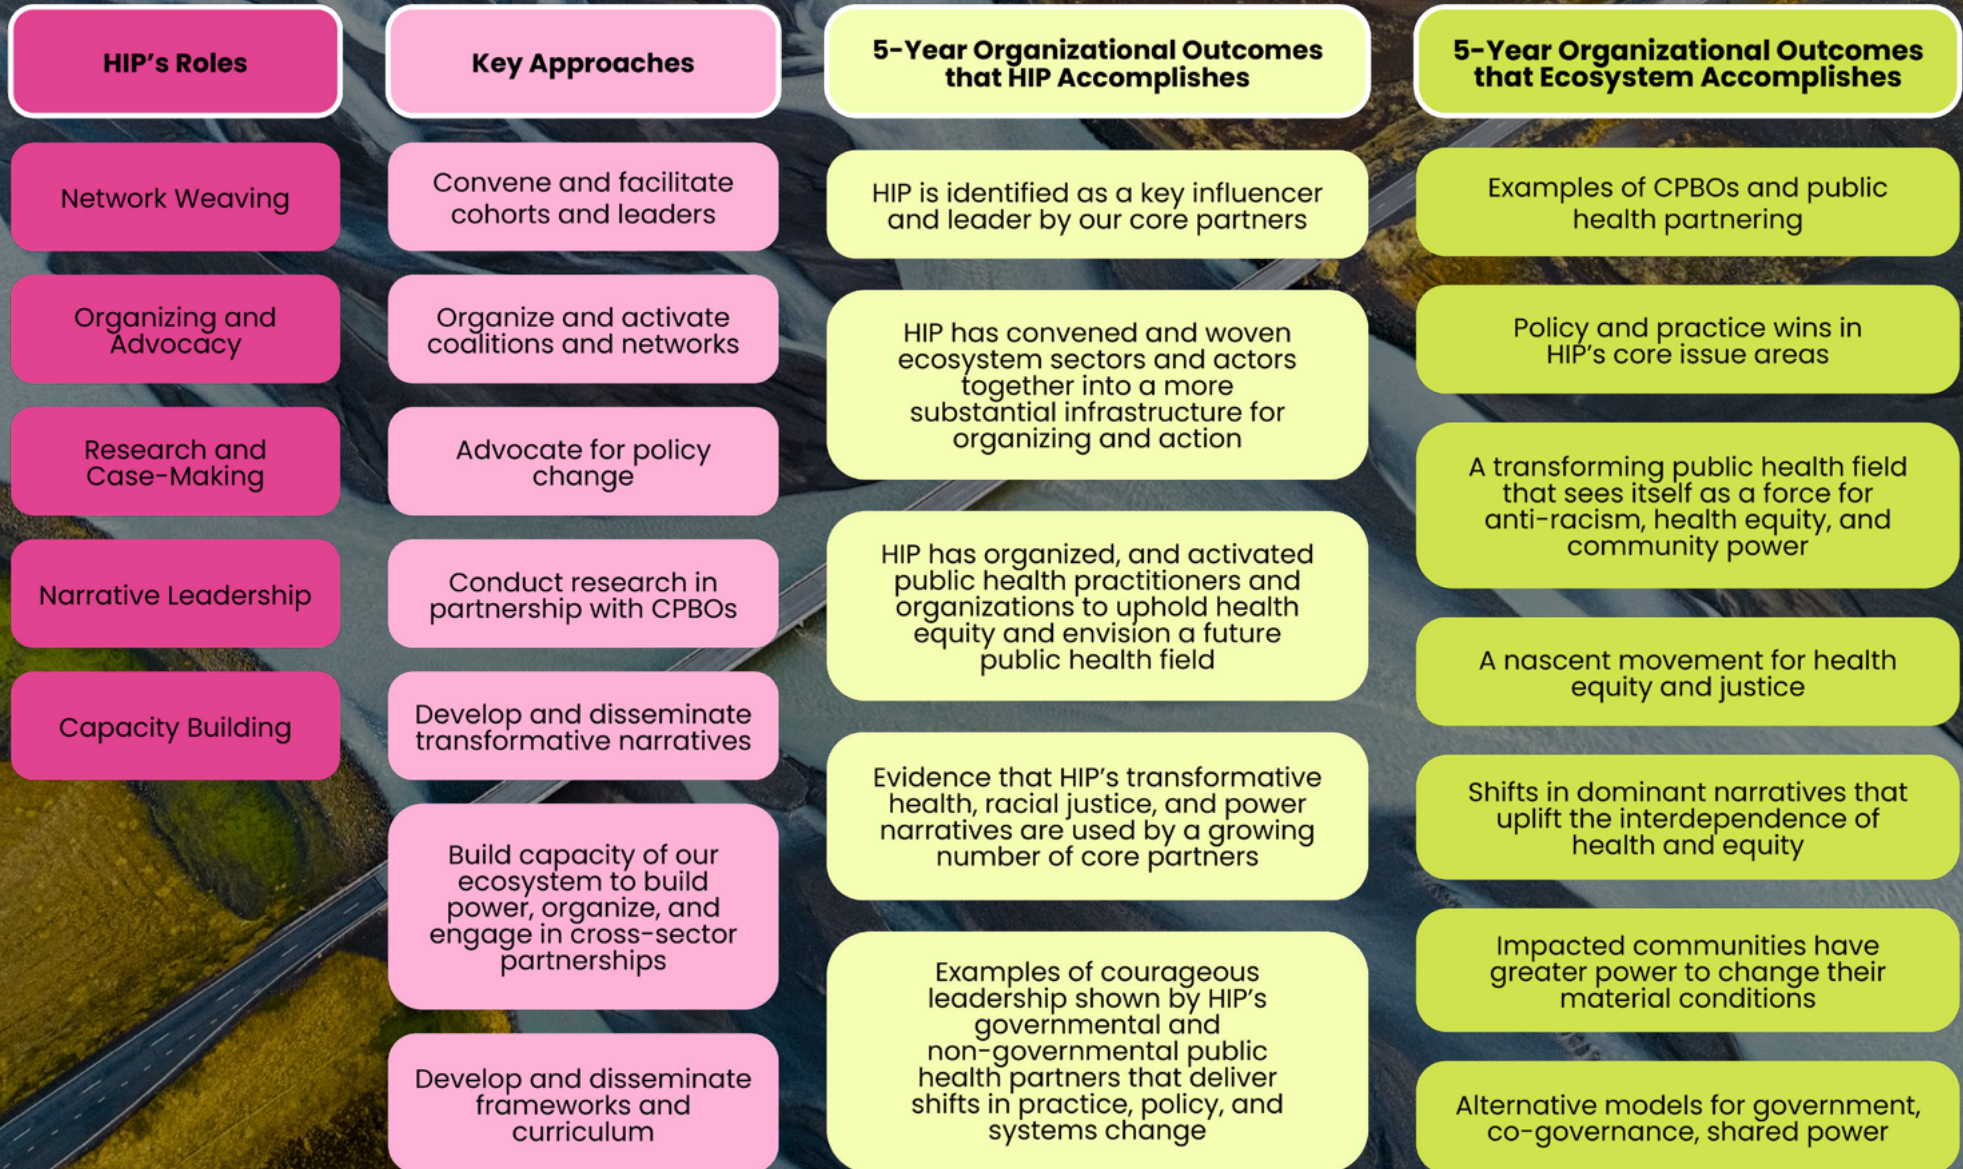 HIP's Roles
Network Weaving
Organizing and
Advocacy
Research and
Case-Making
Narrative Leadership
Capacity Building
Key Approaches
Convene and facilitate
cohorts and leaders
Organize and activate
coalitions and networks
Advocate for policy
change
Conduct research in
partnership with CPBOs
Develop and disseminate
transformative narratives
Build capacity of our
ecosystem to build
power, organize, and
engage in cross-sector
partnerships
Develop and disseminate
frameworks and
curriculum
5-Year Organizational Outcomes
that HIP Accomplishes
HIP is identified as a key influencer
and leader by our core partners
HIP has convened and woven
ecosystem sectors and actors
together into a more
substantial infrastructure for
organizing and action
HIP has organized, and activated
public health practitioners and
organizations to uphold health
equity and envision a future
public health field
Evidence that HIP's transformative
health, racial justice, and power
narratives are used by a growing
number of core partners
Examples of courageous
leadership shown by HIP's
governmental and
non-governmental public
health partners that deliver
shifts in practice, policy, and
systems change
5-Year Organizational Outcomes
that Ecosystem Accomplishes
Examples of CPBOs and public
health partnering
Policy and practice wins in
HIP's core issue areas
A transforming public health field
that sees itself as a force for
anti-racism, health equity, and
community power
A nascent movement for health
equity and justice
Shifts in dominant narratives that
uplift the interdependence of
health and equity
Impacted communities have
greater power to change their
material conditions
Alternative models for government,
co-governance, shared power